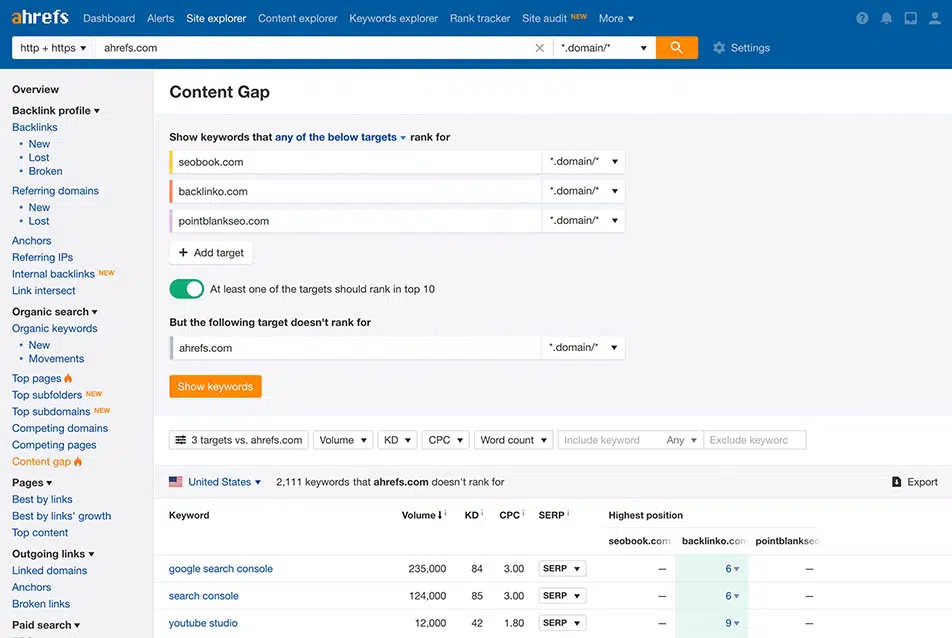 ahrefs Dashboard Alerts Site explorer Content explorer Keywords explorer Rank tracker Site audit NEW More
http + https ahrefs.com *.domain/* Settings
Overview
Backlink profile
Backlinks
New
Lost
Broken
Referring domains
New
Lost
Anchors
Referring IPs
Internal backlinks NEW
Link intersect
Organic search
Organic keywords
New
Movements
Top pages
Top subfolders NEW
Top subdomains NEW
Competing domains
Competing pages
Content gap
Pages
Best by links
Best by links' growth
Top content
Outgoing links
Linked domains
Anchors
Broken links
Paid search
Content Gap
Show keywords that any of the below targets rank for
seobook.com *.domain/*
backlinko.com *.domain/*
pointblankseo.com *.domain/*
+ Add target
At least one of the targets should rank in top 10
But the following target doesn't rank for
ahrefs.com *.domain/*
Show keywords
3 targets vs. ahrefs.com Volume KD CPC Word count Include keyword Any Exclude keyworc
United States 2,111 keywords that ahrefs.com doesn't rank for Export
Keyword Volume KD CPC SERP Highest position
seobook.com backlinko.com pointblankseo
google search console 235,000 84 3.00 SERP — 6 —
search console 124,000 85 3.00 SERP — 6 —
youtube studio 12,000 42 1.80 SERP — 9 —